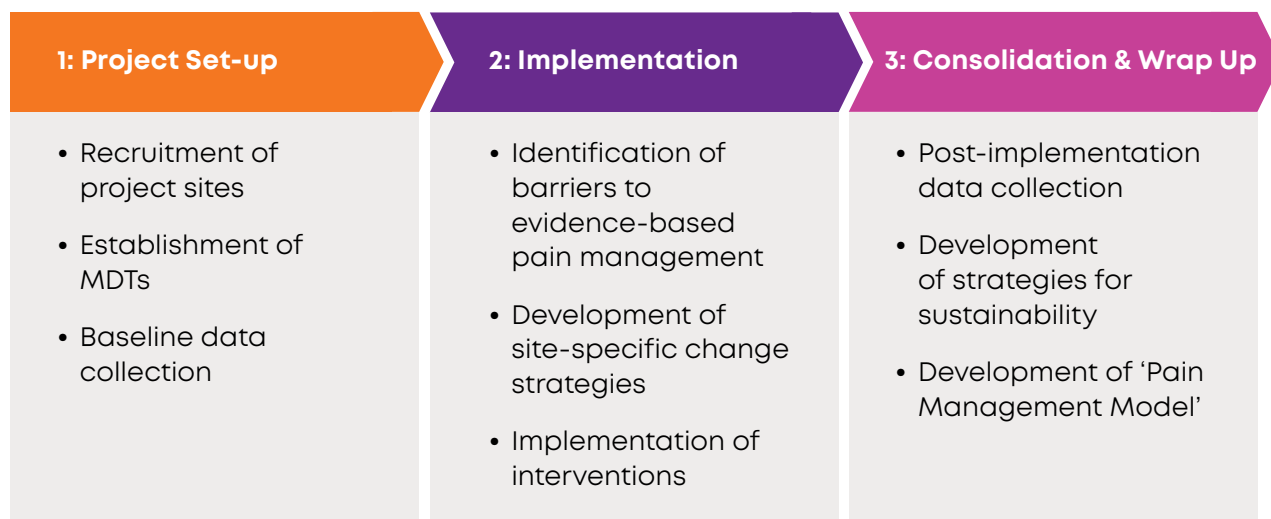 1: Project Set-up
• Recruitment of
project sites
• Establishment of
MDTs
• Baseline data
collection
2: Implementation
• Identification of
barriers to
evidence-based
pain management
• Development of
site-specific change
strategies
• Implementation of
interventions
3: Consolidation & Wrap Up
• Post-implementation
data collection
• Development
of strategies for
sustainability
• Development of ‘Pain
Management Model’